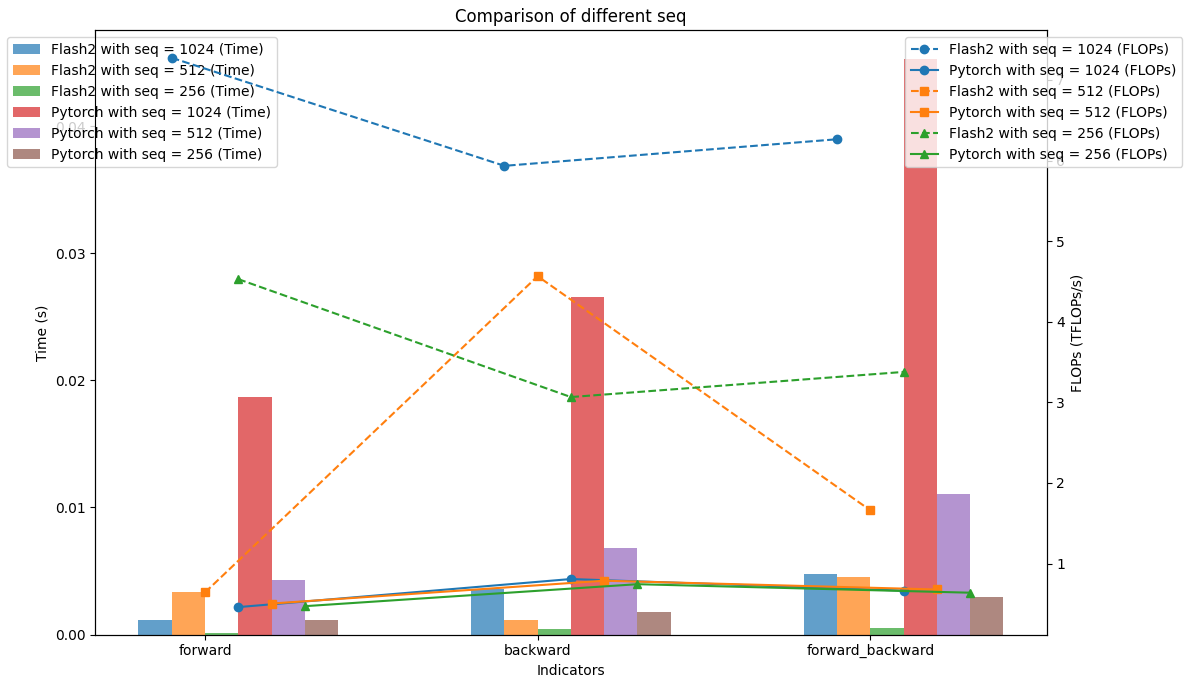 Comparison of different seq
Flash2 with seq = 1024 (Time)
Flash2 with seq = 512 (Time)
Flash2 with seq = 256 (Time)
Pytorch with seq = 1024 (Time)
Pytorch with seq = 512 (Time)
Pytorch with seq = 256 (Time)
Flash2 with seq = 1024 (FLOPs)
Pytorch with seq = 1024 (FLOPs)
Flash2 with seq = 512 (FLOPs)
Pytorch with seq = 512 (FLOPs)
Flash2 with seq = 256 (FLOPs)
Pytorch with seq = 256 (FLOPs)
0.04
0.03
0.02
0.01
0.00
Time (s)
7
6
5
4
3
2
1
FLOPs (TFLOPs/s)
forward
backward
forward_backward
Indicators